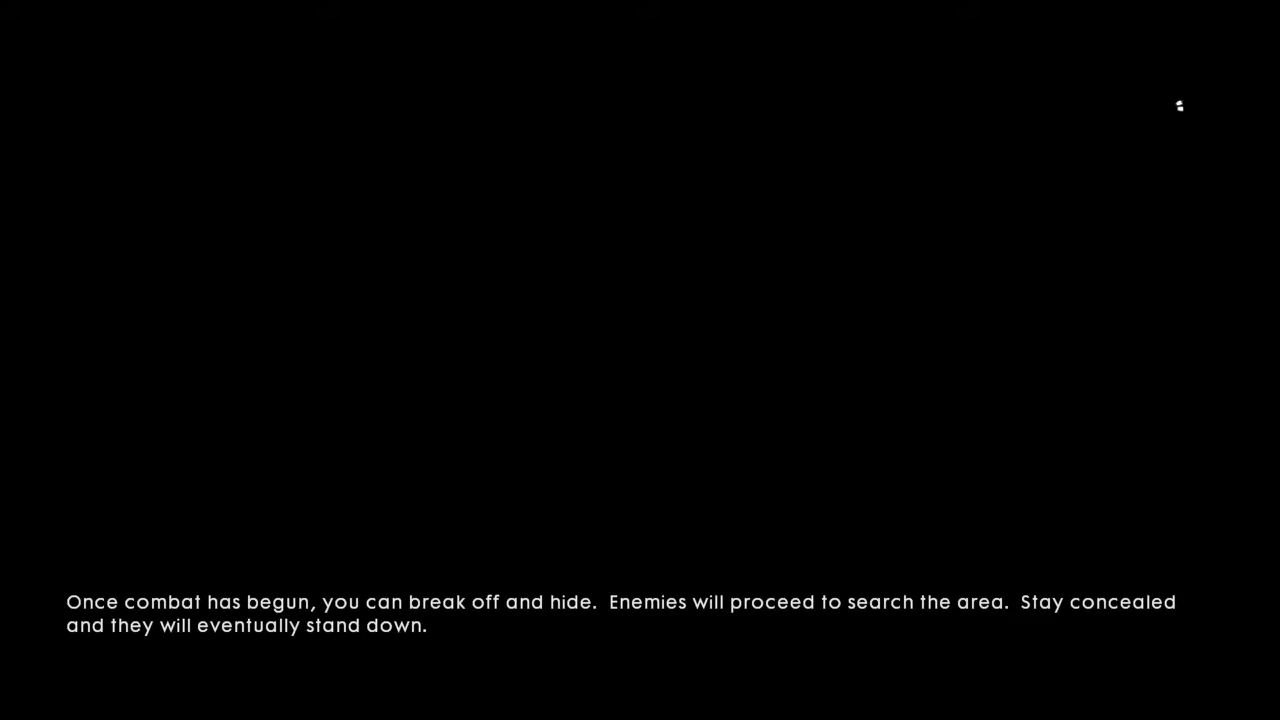 Once combat has begun, you can break off and hide.  Enemies will proceed to search the area.  Stay concealed
and they will eventually stand down.